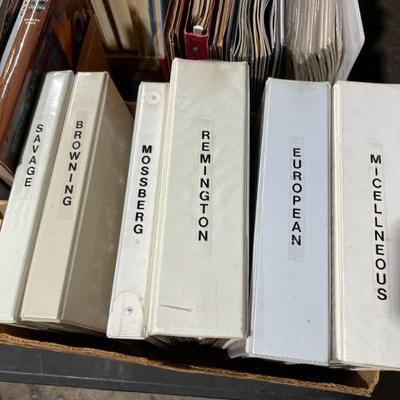 SAVAGE
BROWNING
MOSSBERG
REMINGTON
EUROPEAN
MICELLNEOUS